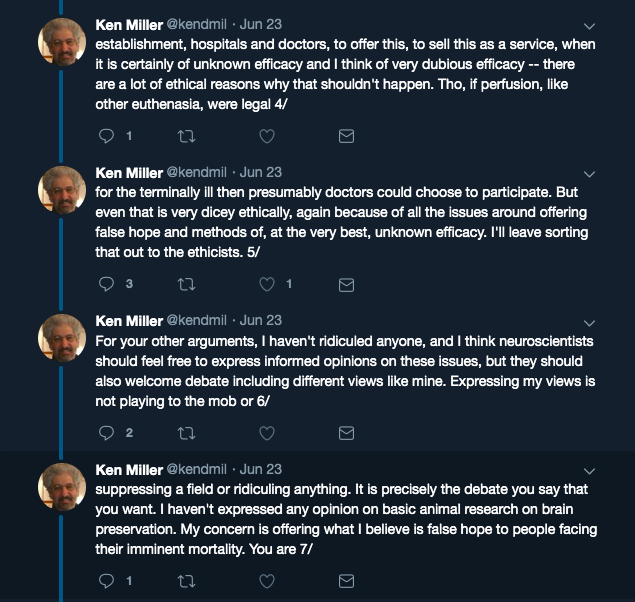 Ken Miller @kendmil · Jun 23
establishment, hospitals and doctors, to offer this, to sell this as a service, when
it is certainly of unknown efficacy and I think of very dubious efficacy -- there
are a lot of ethical reasons why that shouldn't happen. Tho, if perfusion, like
other euthenasia, were legal 4/
1
Ken Miller @kendmil · Jun 23
for the terminally ill then presumably doctors could choose to participate. But
even that is very dicey ethically, again because of all the issues around offering
false hope and methods of, at the very best, unknown efficacy. I'll leave sorting
that out to the ethicists. 5/
3 1
Ken Miller @kendmil · Jun 23
For your other arguments, I haven't ridiculed anyone, and I think neuroscientists
should feel free to express informed opinions on these issues, but they should
also welcome debate including different views like mine. Expressing my views is
not playing to the mob or 6/
2
Ken Miller @kendmil · Jun 23
suppressing a field or ridiculing anything. It is precisely the debate you say that
you want. I haven't expressed any opinion on basic animal research on brain
preservation. My concern is offering what I believe is false hope to people facing
their imminent mortality. You are 7/
1